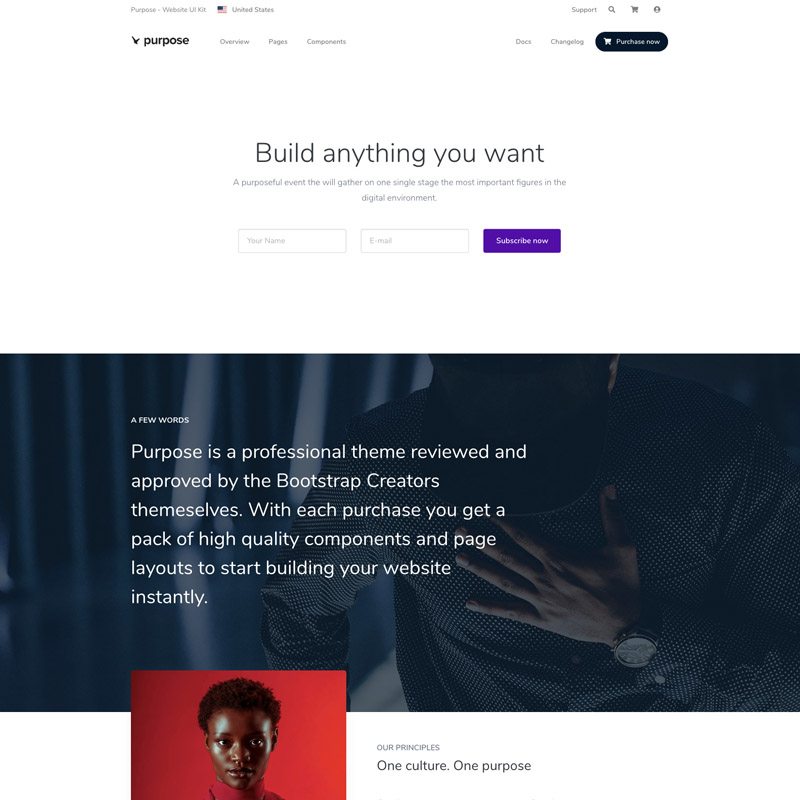 Purpose - Website UI Kit United States Support
purpose Overview Pages Components Docs Changelog Purchase now
Build anything you want
A purposeful event the will gather on one single stage the most important figures in the
digital environment.
Your Name E-mail Subscribe now
A FEW WORDS
Purpose is a professional theme reviewed and
approved by the Bootstrap Creators
themeselves. With each purchase you get a
pack of high quality components and page
layouts to start building your website
instantly.
OUR PRINCIPLES
One culture. One purpose